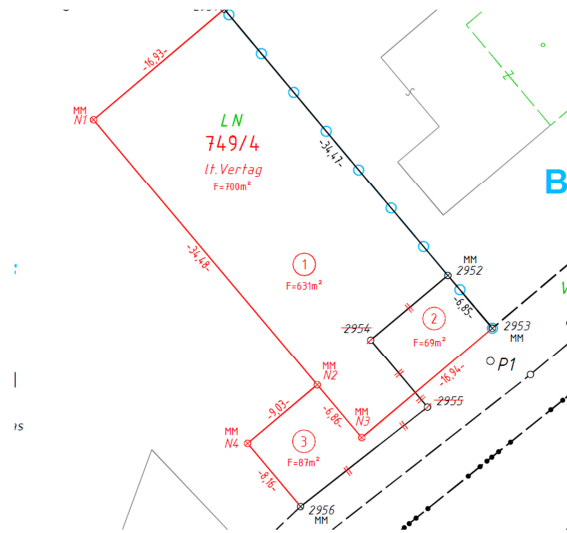 -16,93-
MM
N1
LN
749/4
lt.Vertag
F=700m²
-34,47-
B
MM
2952
-34,48-
1
F=631m²
2
F=69m²
-6,85-
2953
MM
2954
P1
-16,94-
MM
N2
2955
-9,03-
-6,86-
MM
N3
MM
N4
3
F=87m²
-8,16-
2956
MM